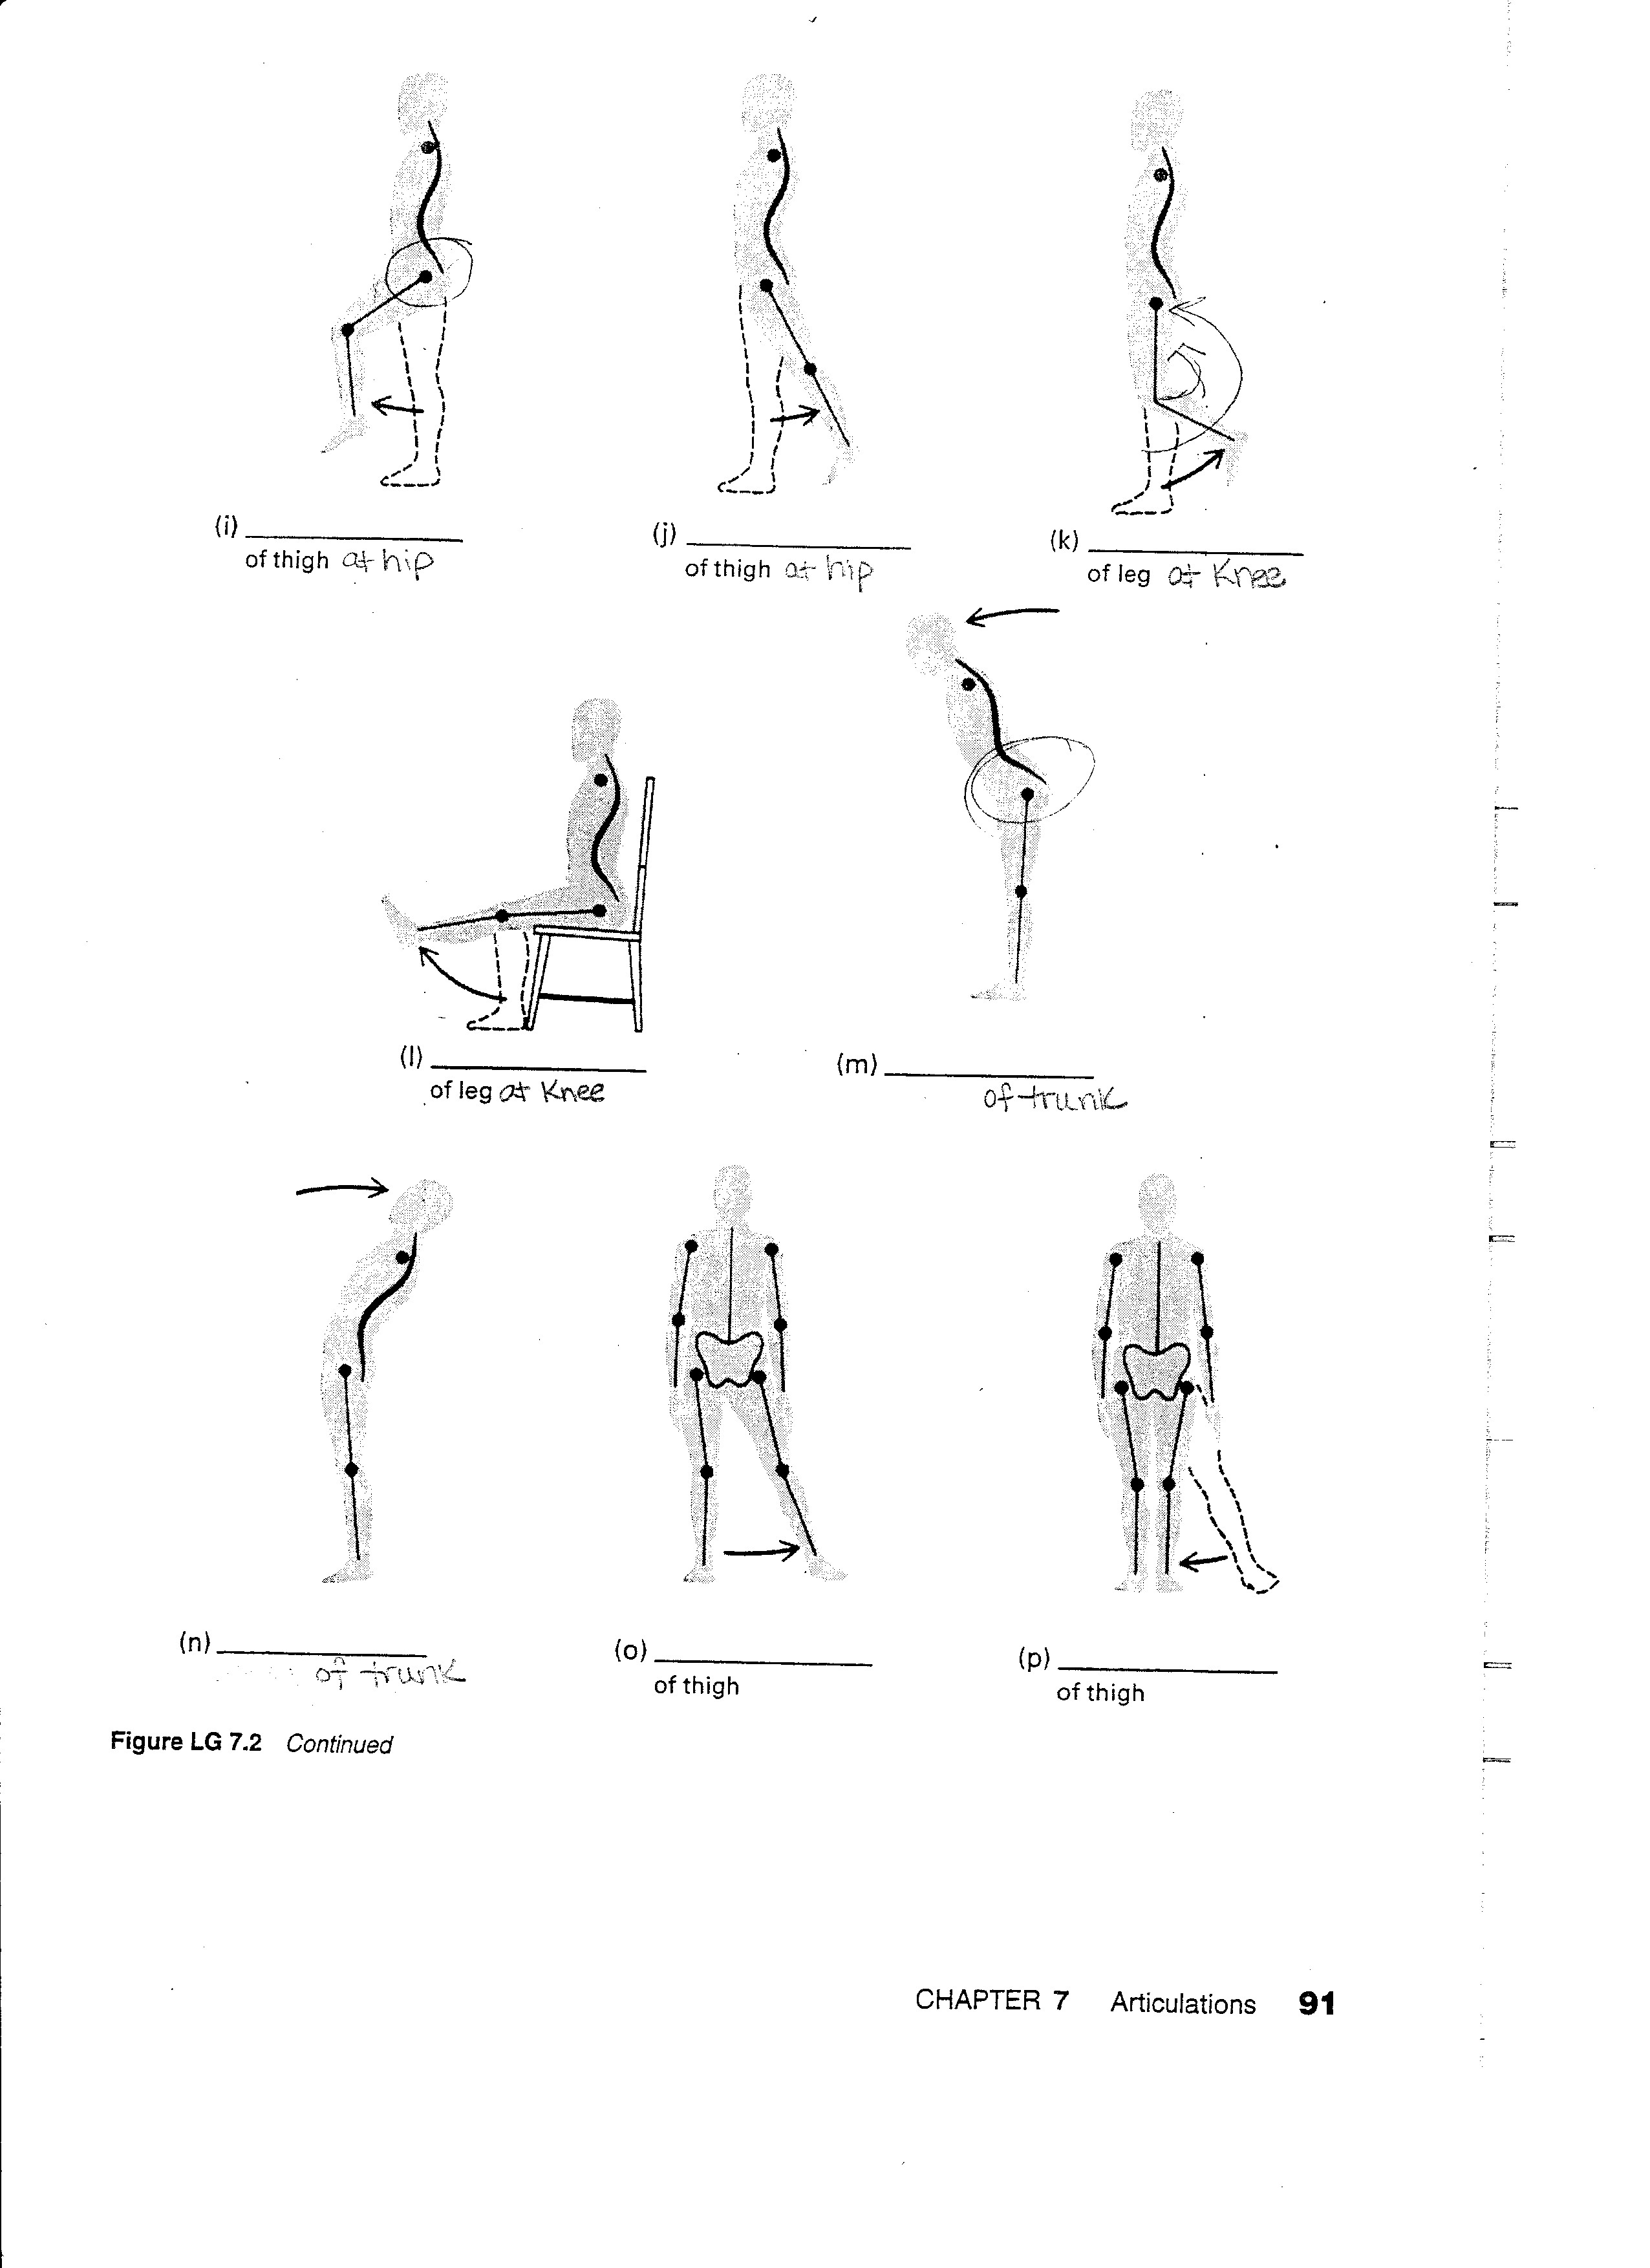 (i) ____________
of thigh at hip
(j) ____________
of thigh at hip
(k) ____________
of leg at Knee
(l) ____________
of leg at Knee
(m) ____________
of trunk
(n) ____________
of trunk
(o) ____________
of thigh
(p) ____________
of thigh
Figure LG 7.2 Continued
CHAPTER 7 Articulations 91